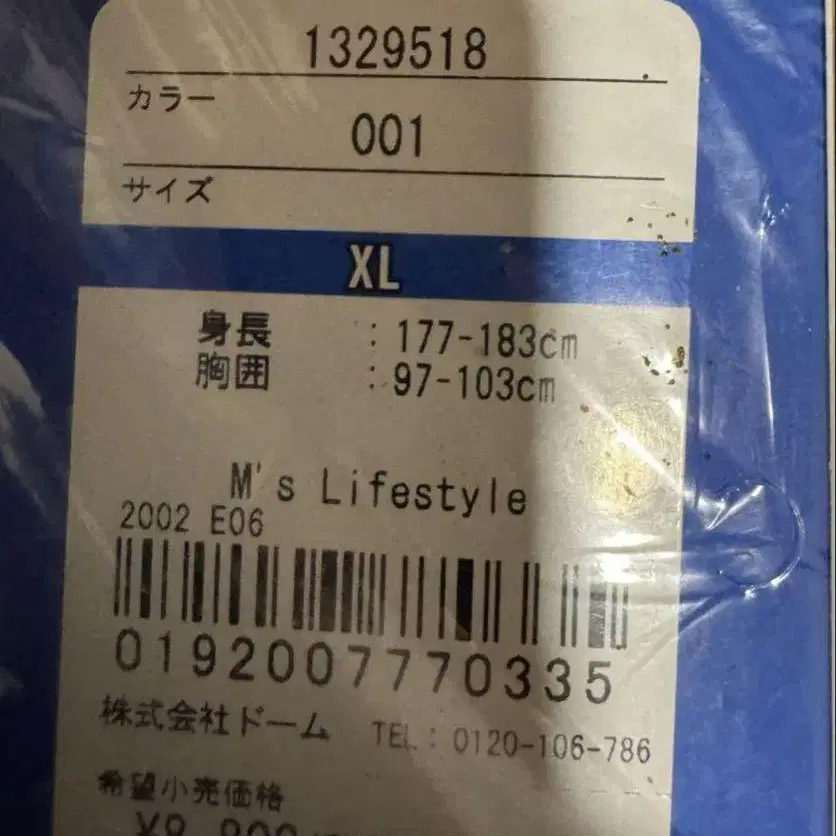 1329518
カラー
001
サイズ
XL
身長 : 177-183cm
胸囲 : 97-103cm
M's Lifestyle
2002 E06
0192007770335
株式会社ドーム TEL: 0120-106-786
希望小売価格